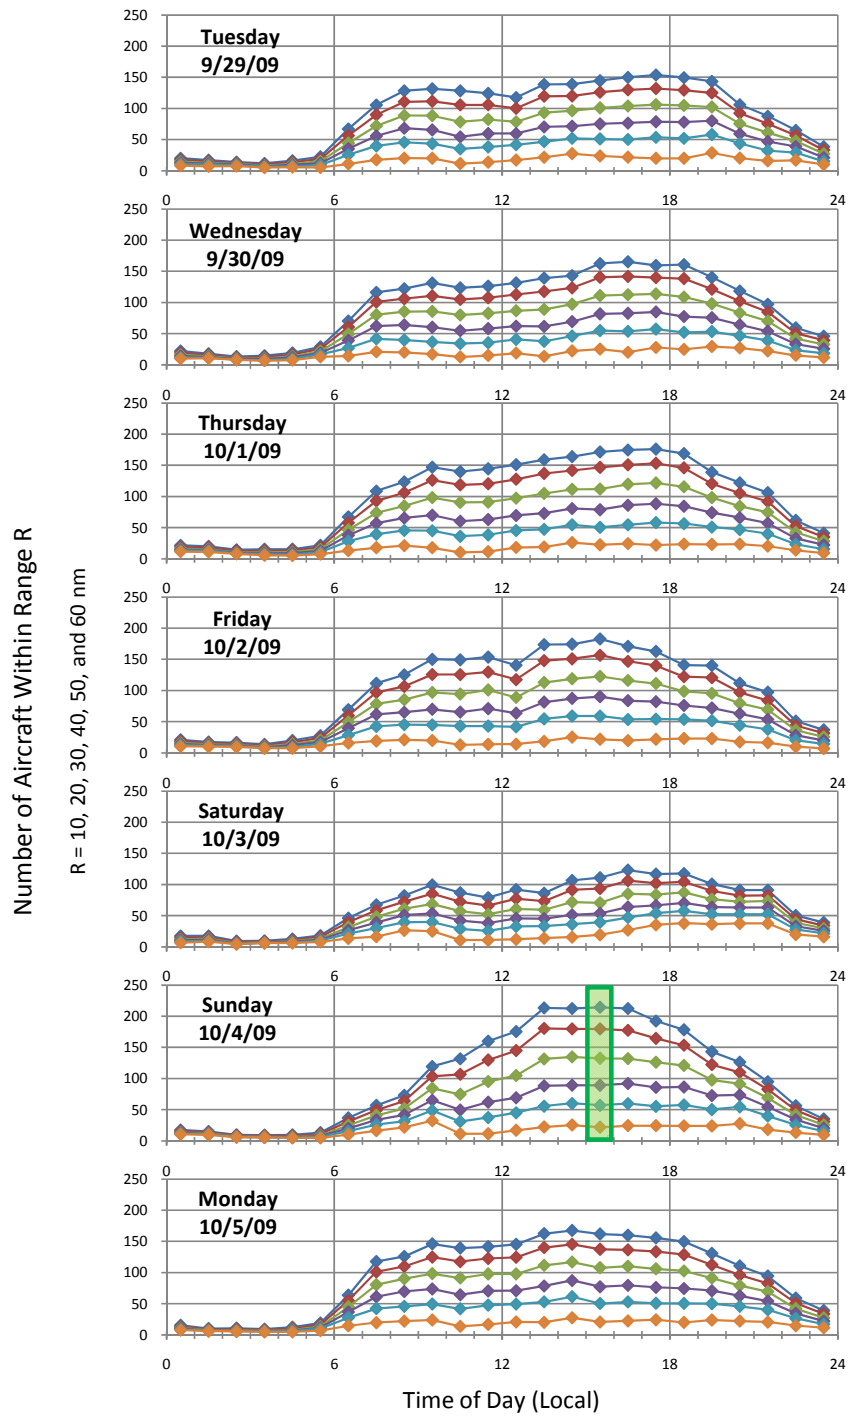 Number of Aircraft Within Range R
R = 10, 20, 30, 40, 50, and 60 nm
250
200
150
100
50
0
Tuesday
9/29/09
0 6 12 18 24
250
200
150
100
50
0
Wednesday
9/30/09
0 6 12 18 24
250
200
150
100
50
0
Thursday
10/1/09
0 6 12 18 24
250
200
150
100
50
0
Friday
10/2/09
0 6 12 18 24
250
200
150
100
50
0
Saturday
10/3/09
0 6 12 18 24
250
200
150
100
50
0
Sunday
10/4/09
0 6 12 18 24
250
200
150
100
50
0
Monday
10/5/09
0 6 12 18 24
Time of Day (Local)